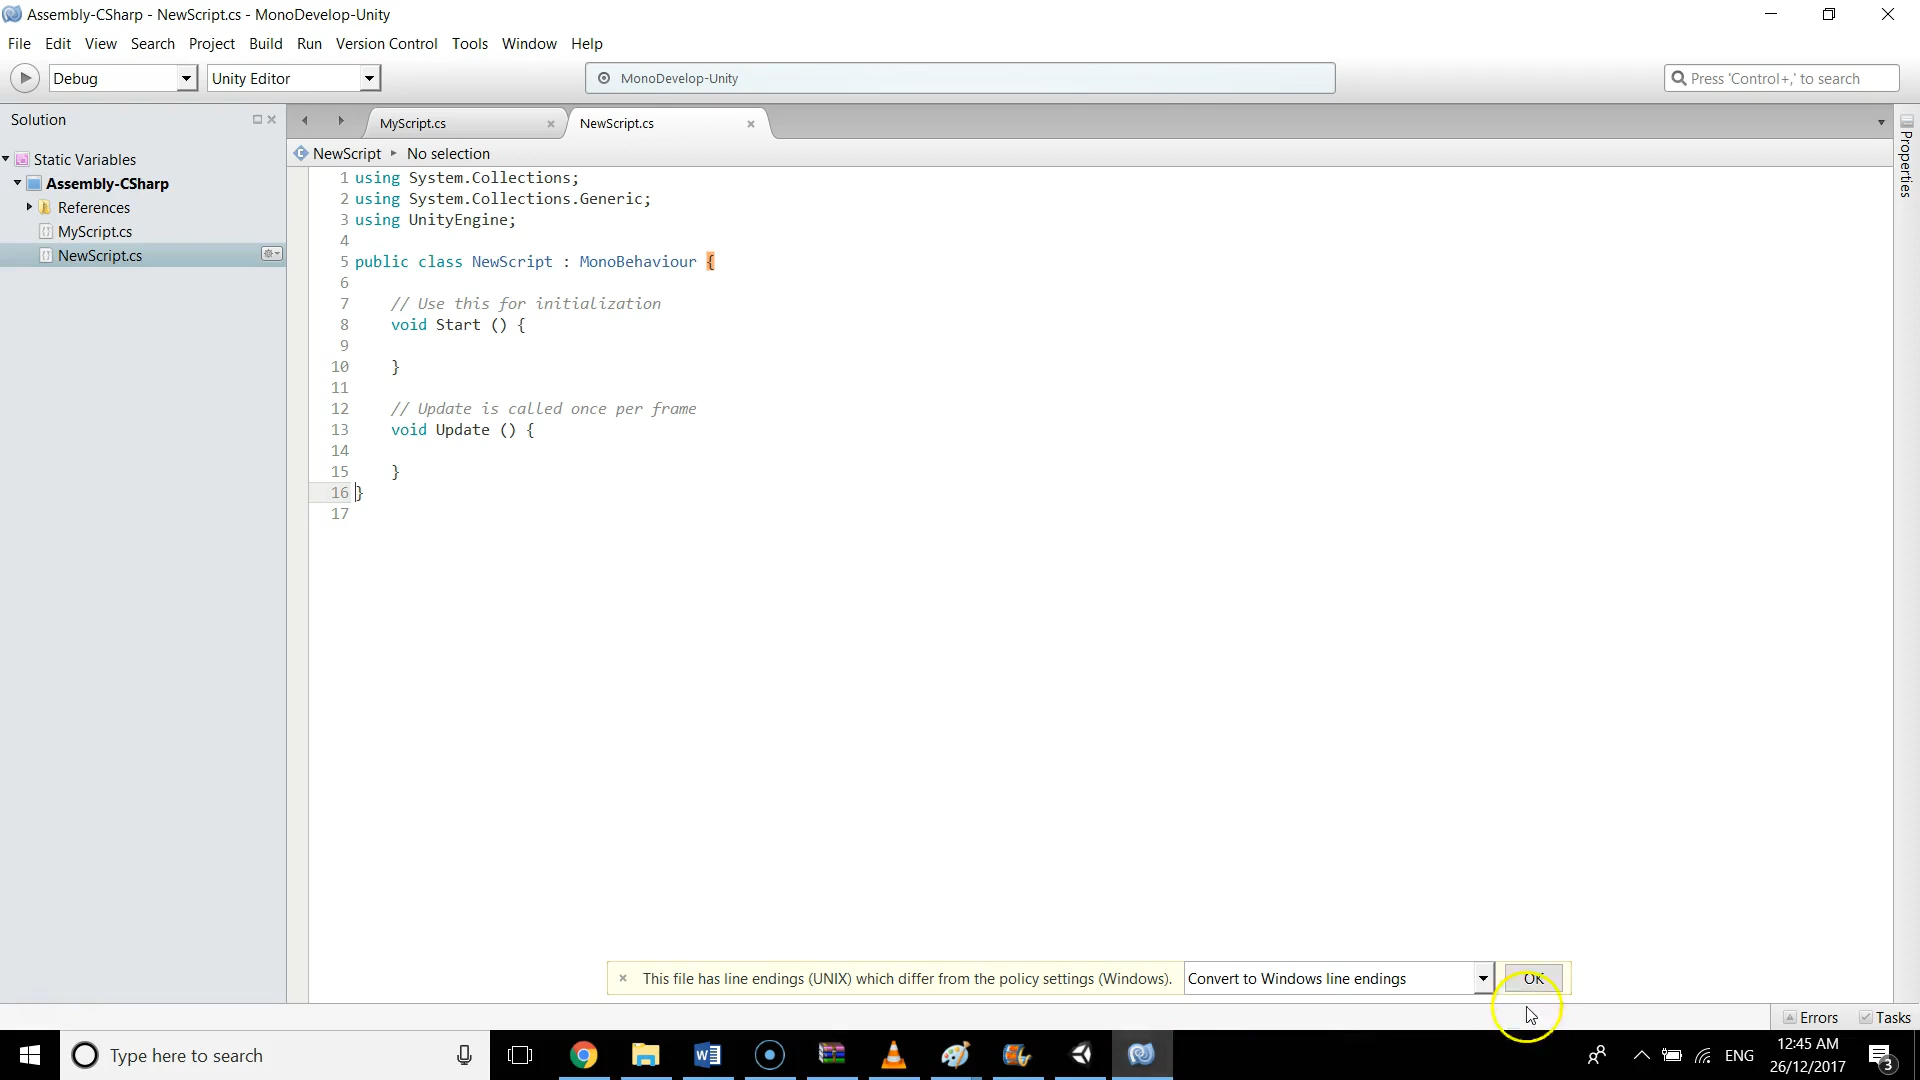 Assembly-CSharp - NewScript.cs - MonoDevelop-Unity
File Edit View Search Project Build Run Version Control Tools Window Help
Debug Unity Editor MonoDevelop-Unity Press 'Control+,' to search
Solution MyScript.cs NewScript.cs
Properties
NewScript No selection
Static Variables
Assembly-CSharp
References
MyScript.cs
NewScript.cs
1 using System.Collections;
2 using System.Collections.Generic;
3 using UnityEngine;
4
5 public class NewScript : MonoBehaviour {
6
7 // Use this for initialization
8 void Start () {
9
10 }
11
12 // Update is called once per frame
13 void Update () {
14
15 }
16 }
17
This file has line endings (UNIX) which differ from the policy settings (Windows). Convert to Windows line endings OK
Errors Tasks
Type here to search ENG 12:45 AM
26/12/2017 3